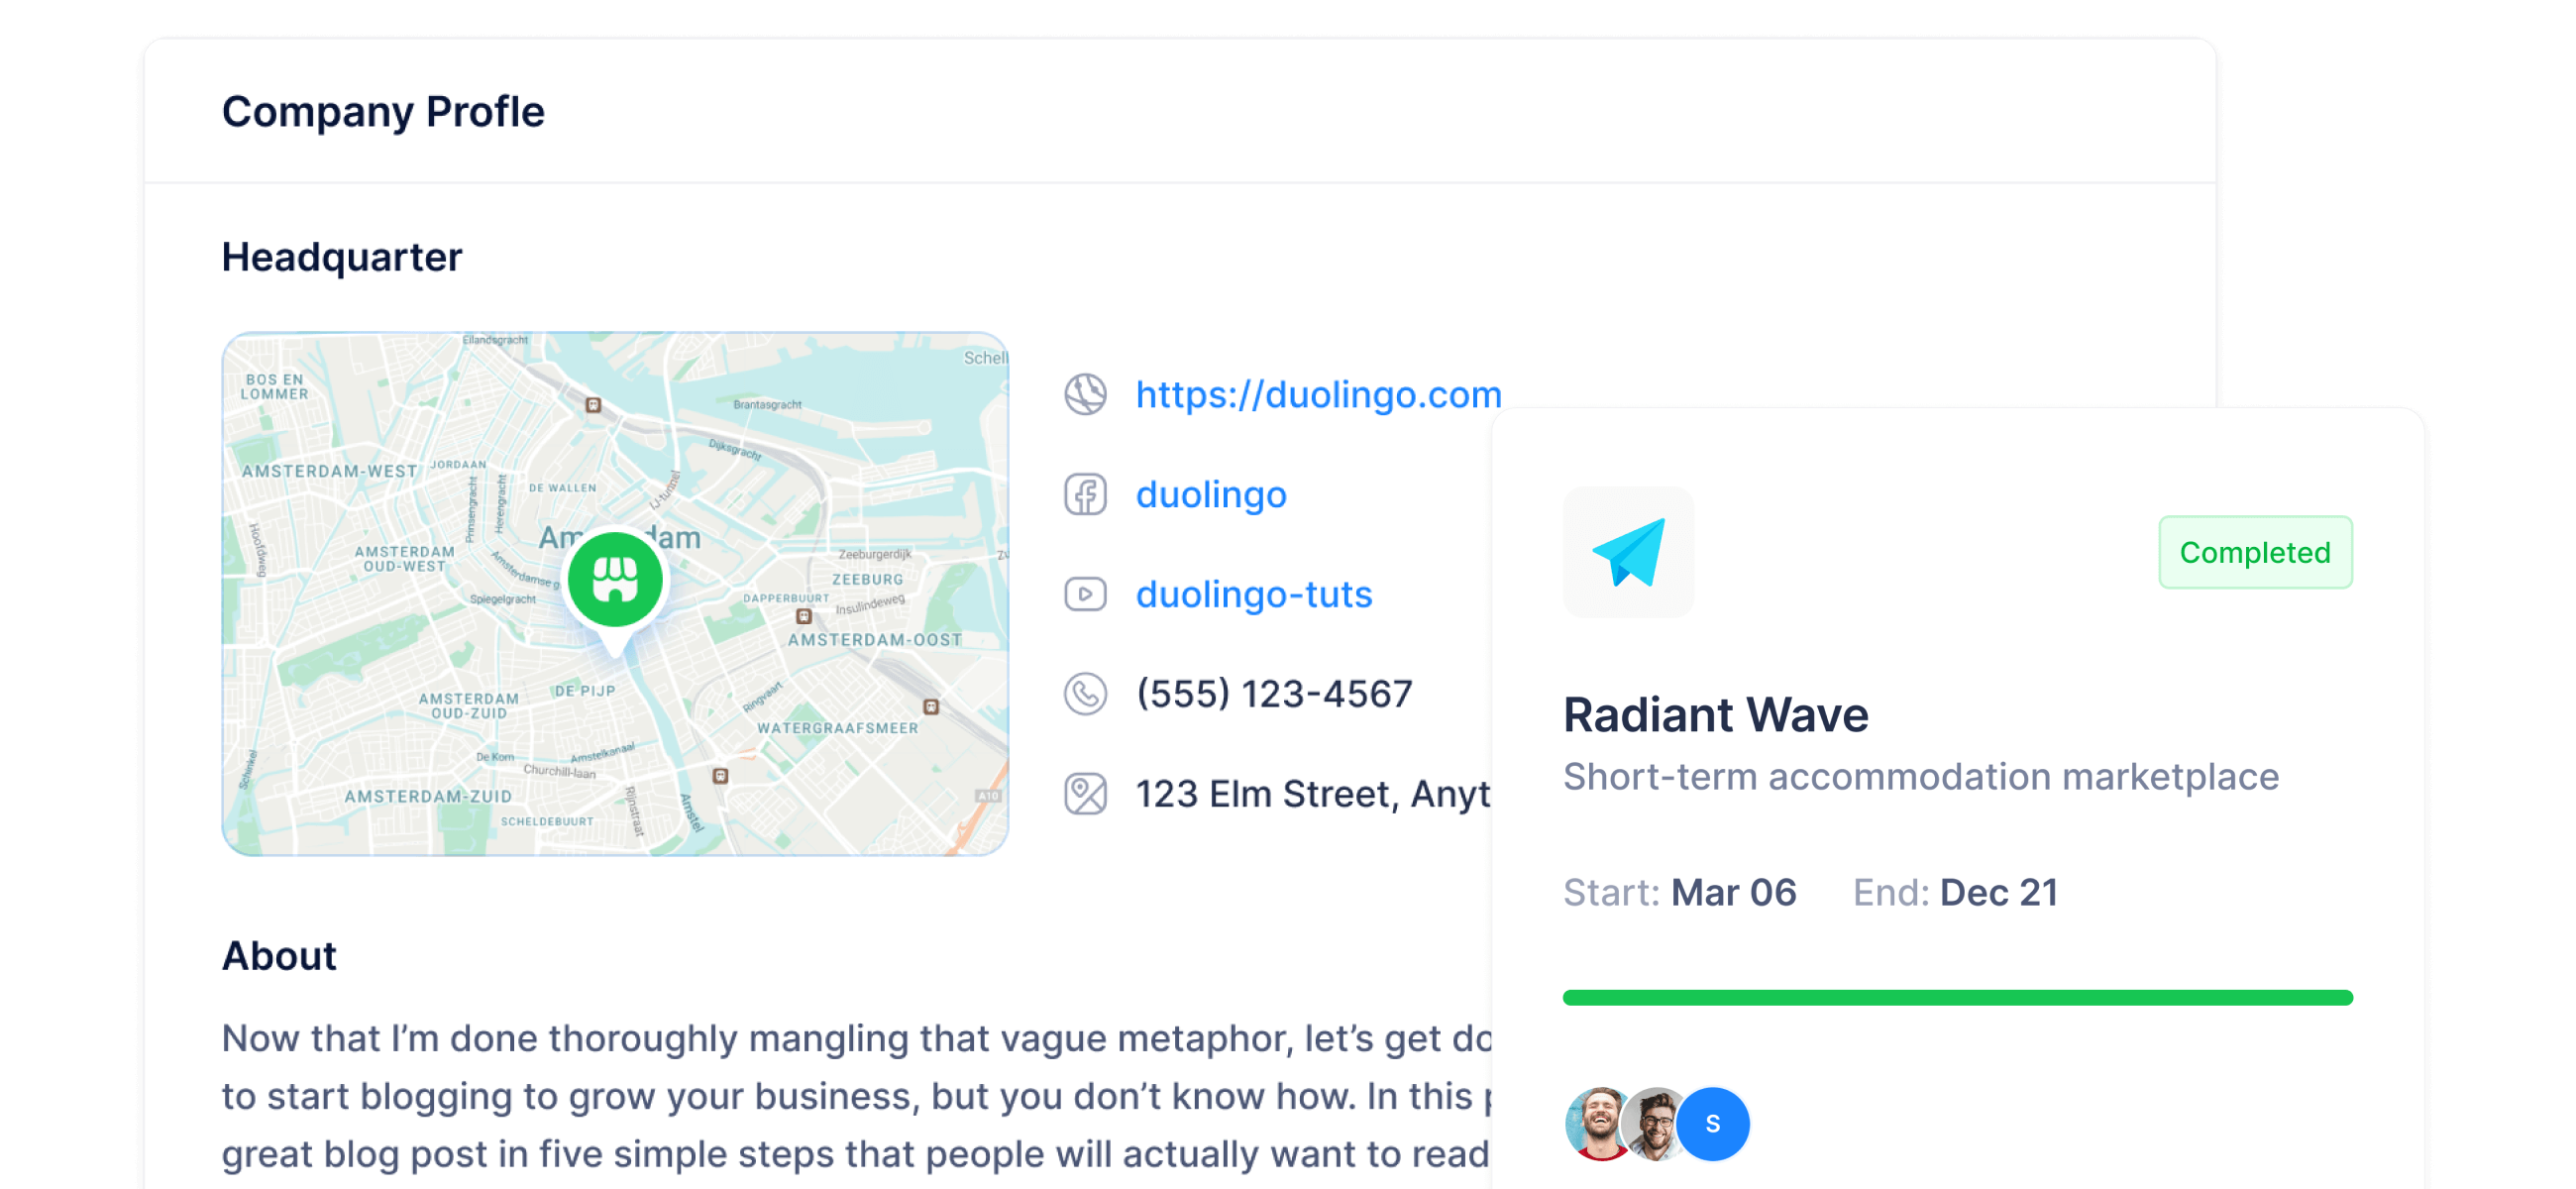 Company Profle
Headquarter
Eilandsgracht
Schell
BOS EN
LOMMER
Brantasgracht
Dijksgracht
AMSTERDAM-WEST
JORDAAN
DE WALLEN
IJ-tunnel
Prinsengracht
Herengracht
Hoofdweg
Am dam
AMSTERDAM
OUD-WEST
Zeeburgerdijk
ZEEBURG
Amsterdamse g
Spiegelgracht
DAPPERBUURT
Insulindeweg
AMSTERDAM-OOST
AMSTERDAM
OUD-ZUID
DE PIJP
Ringvaart
WATERGRAAFSMEER
Schinkel
De Kom
Amstelkanaal
Churchill-laan
AMSTERDAM-ZUID
Rijnstraat
Amstel
A10
SCHELDEBUURT
https://duolingo.com
duolingo
duolingo-tuts
(555) 123-4567
123 Elm Street, Anyt
Completed
Radiant Wave
Short-term accommodation marketplace
Start: Mar 06 End: Dec 21
S
About
Now that I’m done thoroughly mangling that vague metaphor, let’s get do
to start blogging to grow your business, but you don’t know how. In this p
great blog post in five simple steps that people will actually want to read